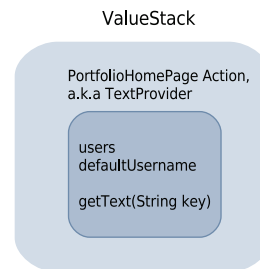 ValueStack
PortfolioHomePage Action,
a.k.a TextProvider
users
defaultUsername
getText(String key)